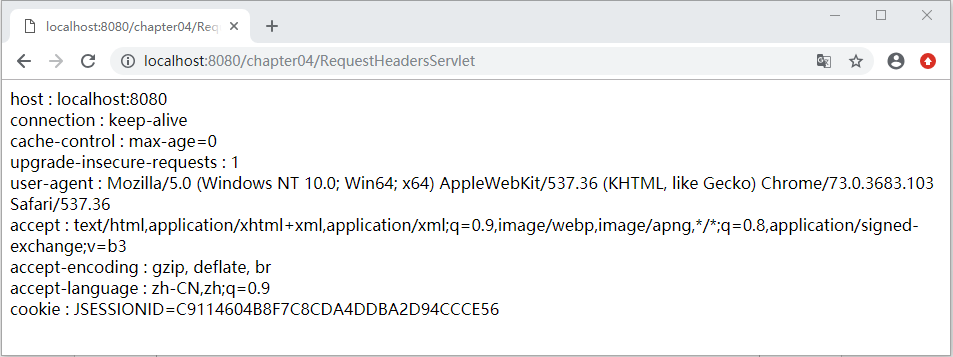 localhost:8080/chapter04/Req
localhost:8080/chapter04/RequestHeadersServlet
host : localhost:8080
connection : keep-alive
cache-control : max-age=0
upgrade-insecure-requests : 1
user-agent : Mozilla/5.0 (Windows NT 10.0; Win64; x64) AppleWebKit/537.36 (KHTML, like Gecko) Chrome/73.0.3683.103
Safari/537.36
accept : text/html,application/xhtml+xml,application/xml;q=0.9,image/webp,image/apng,*/*;q=0.8,application/signed-
exchange;v=b3
accept-encoding : gzip, deflate, br
accept-language : zh-CN,zh;q=0.9
cookie : JSESSIONID=C9114604B8F7C8CDA4DDBA2D94CCCE56